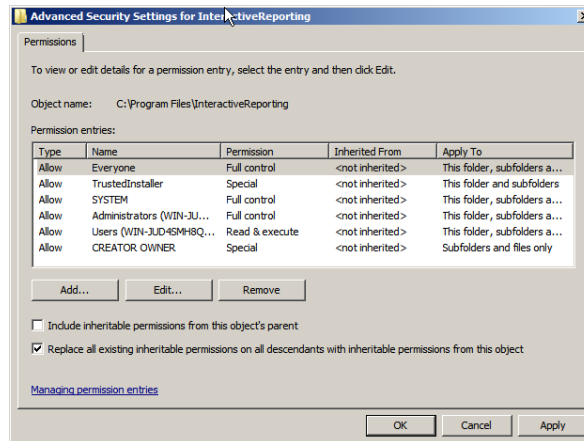 Advanced Security Settings for InteractiveReporting
Permissions
To view or edit details for a permission entry, select the entry and then click Edit.
Object name: C:\Program Files\InteractiveReporting
Permission entries:
Type Name Permission Inherited From Apply To
Allow Everyone Full control <not inherited> This folder, subfolders a...
Allow TrustedInstaller Special <not inherited> This folder and subfolders
Allow SYSTEM Full control <not inherited> This folder, subfolders a...
Allow Administrators (WIN-JU... Full control <not inherited> This folder, subfolders a...
Allow Users (WIN-JUD4SMH8Q... Read & execute <not inherited> This folder, subfolders a...
Allow CREATOR OWNER Special <not inherited> Subfolders and files only
Add... Edit... Remove
Include inheritable permissions from this object's parent
Replace all existing inheritable permissions on all descendants with inheritable permissions from this object
Managing permission entries
OK Cancel Apply